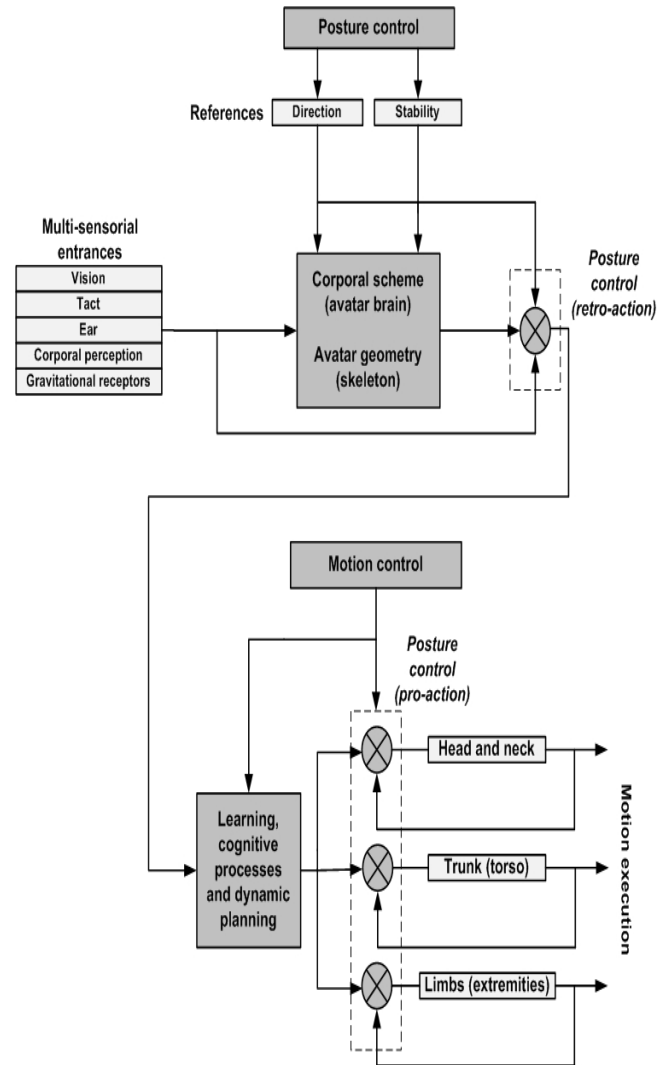 Posture control
References
Direction
Stability
Multi-sensorial
entrances
Vision
Tact
Ear
Corporal perception
Gravitational receptors
Corporal scheme
(avatar brain)
Avatar geometry
(skeleton)
Posture
control
(retro-action)
Motion control
Posture
control
(pro-action)
Learning,
cognitive
processes
and dynamic
planning
Head and neck
Trunk (torso)
Limbs (extremities)
Motion execution